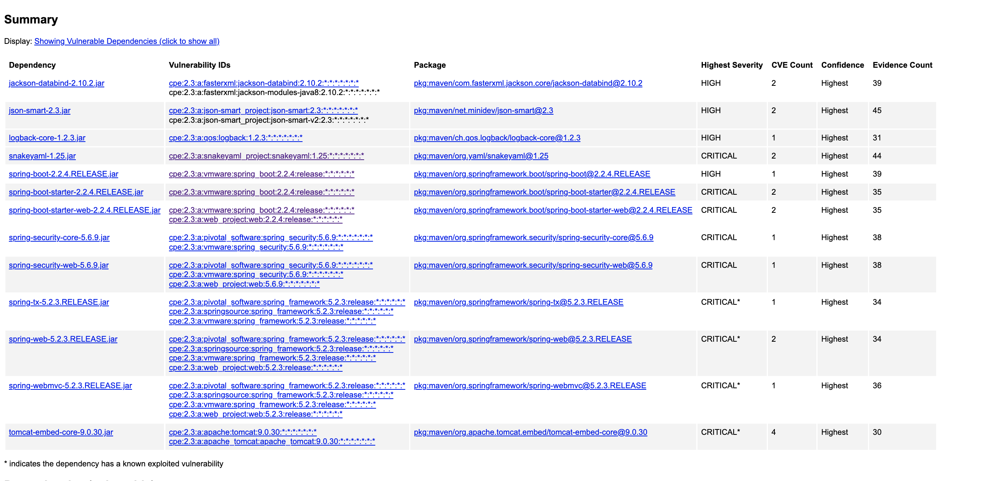 Summary
Display: Showing Vulnerable Dependencies (click to show all)
Dependency Vulnerability IDs Package Highest Severity CVE Count Confidence Evidence Count
jackson-databind-2.10.2.jar cpe:2.3:a:fasterxml:jackson-databind:2.10.2:*:*:*:*:*:*:* pkg:maven/com.fasterxml.jackson.core/jackson-databind@2.10.2 HIGH 2 Highest 39
cpe:2.3:a:fasterxml:jackson-modules-java8:2.10.2:*:*:*:*:*:*:*
json-smart-2.3.jar cpe:2.3:a:json-smart_project:json-smart:2.3:*:*:*:*:*:*:* pkg:maven/net.minidev/json-smart@2.3 HIGH 2 Highest 45
cpe:2.3:a:json-smart_project:json-smart-v2:2.3:*:*:*:*:*:*:*
logback-core-1.2.3.jar cpe:2.3:a:qos:logback:1.2.3:*:*:*:*:*:*:* pkg:maven/ch.qos.logback/logback-core@1.2.3 HIGH 1 Highest 31
snakeyaml-1.25.jar cpe:2.3:a:snakeyaml_project:snakeyaml:1.25:*:*:*:*:*:*:* pkg:maven/org.yaml/snakeyaml@1.25 CRITICAL 2 Highest 44
spring-boot-2.2.4.RELEASE.jar cpe:2.3:a:vmware:spring_boot:2.2.4:release:*:*:*:*:*:* pkg:maven/org.springframework.boot/spring-boot@2.2.4.RELEASE HIGH 1 Highest 39
spring-boot-starter-2.2.4.RELEASE.jar cpe:2.3:a:vmware:spring_boot:2.2.4:release:*:*:*:*:*:* pkg:maven/org.springframework.boot/spring-boot-starter@2.2.4.RELEASE CRITICAL 2 Highest 35
spring-boot-starter-web-2.2.4.RELEASE.jar cpe:2.3:a:vmware:spring_boot:2.2.4:release:*:*:*:*:*:* pkg:maven/org.springframework.boot/spring-boot-starter-web@2.2.4.RELEASE CRITICAL 2 Highest 35
cpe:2.3:a:web_project:web:2.2.4:release:*:*:*:*:*:*
spring-security-core-5.6.9.jar cpe:2.3:a:pivotal_software:spring_security:5.6.9:*:*:*:*:*:*:* pkg:maven/org.springframework.security/spring-security-core@5.6.9 CRITICAL 1 Highest 38
cpe:2.3:a:vmware:spring_security:5.6.9:*:*:*:*:*:*:*
spring-security-web-5.6.9.jar cpe:2.3:a:pivotal_software:spring_security:5.6.9:*:*:*:*:*:*:* pkg:maven/org.springframework.security/spring-security-web@5.6.9 CRITICAL 1 Highest 38
cpe:2.3:a:vmware:spring_security:5.6.9:*:*:*:*:*:*:*
cpe:2.3:a:web_project:web:5.6.9:*:*:*:*:*:*:*
spring-tx-5.2.3.RELEASE.jar cpe:2.3:a:pivotal_software:spring_framework:5.2.3:release:*:*:*:*:*:* pkg:maven/org.springframework/spring-tx@5.2.3.RELEASE CRITICAL* 1 Highest 34
cpe:2.3:a:springsource:spring_framework:5.2.3:release:*:*:*:*:*:*
cpe:2.3:a:vmware:spring_framework:5.2.3:release:*:*:*:*:*:*
spring-web-5.2.3.RELEASE.jar cpe:2.3:a:pivotal_software:spring_framework:5.2.3:release:*:*:*:*:*:* pkg:maven/org.springframework/spring-web@5.2.3.RELEASE CRITICAL* 2 Highest 34
cpe:2.3:a:springsource:spring_framework:5.2.3:release:*:*:*:*:*:*
cpe:2.3:a:vmware:spring_framework:5.2.3:release:*:*:*:*:*:*
cpe:2.3:a:web_project:web:5.2.3:release:*:*:*:*:*:*
spring-webmvc-5.2.3.RELEASE.jar cpe:2.3:a:pivotal_software:spring_framework:5.2.3:release:*:*:*:*:*:* pkg:maven/org.springframework/spring-webmvc@5.2.3.RELEASE CRITICAL* 1 Highest 36
cpe:2.3:a:springsource:spring_framework:5.2.3:release:*:*:*:*:*:*
cpe:2.3:a:vmware:spring_framework:5.2.3:release:*:*:*:*:*:*
cpe:2.3:a:web_project:web:5.2.3:release:*:*:*:*:*:*
tomcat-embed-core-9.0.30.jar cpe:2.3:a:apache:tomcat:9.0.30:*:*:*:*:*:*:* pkg:maven/org.apache.tomcat.embed/tomcat-embed-core@9.0.30 CRITICAL* 4 Highest 30
cpe:2.3:a:apache_tomcat:apache_tomcat:9.0.30:*:*:*:*:*:*:*
* indicates the dependency has a known exploited vulnerability